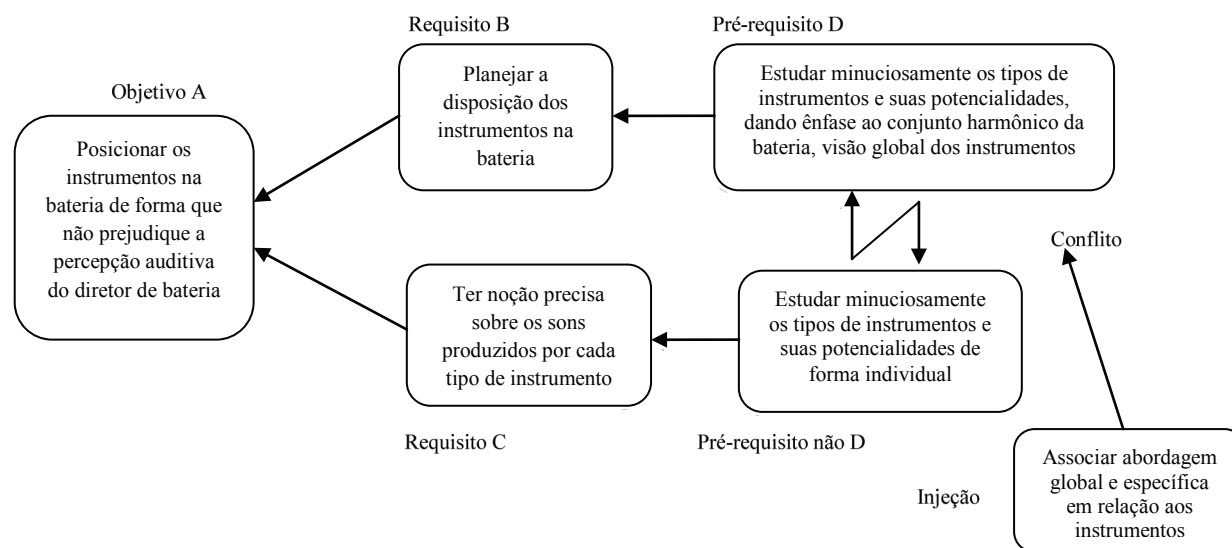 Requisito B
Pré-requisito D
Objetivo A
Planejar a
disposição dos
instrumentos na
bateria
Estudar minuciosamente os tipos de
instrumentos e suas potencialidades,
dando ênfase ao conjunto harmônico da
bateria, visão global dos instrumentos
Posicionar os
instrumentos na
bateria de forma que
não prejudique a
percepção auditiva
do diretor de bateria
Conflito
Ter noção precisa
sobre os sons
produzidos por cada
tipo de instrumento
Estudar minuciosamente
os tipos de instrumentos e
suas potencialidades de
forma individual
Requisito C
Pré-requisito não D
Injeção
Associar abordagem
global e específica
em relação aos
instrumentos